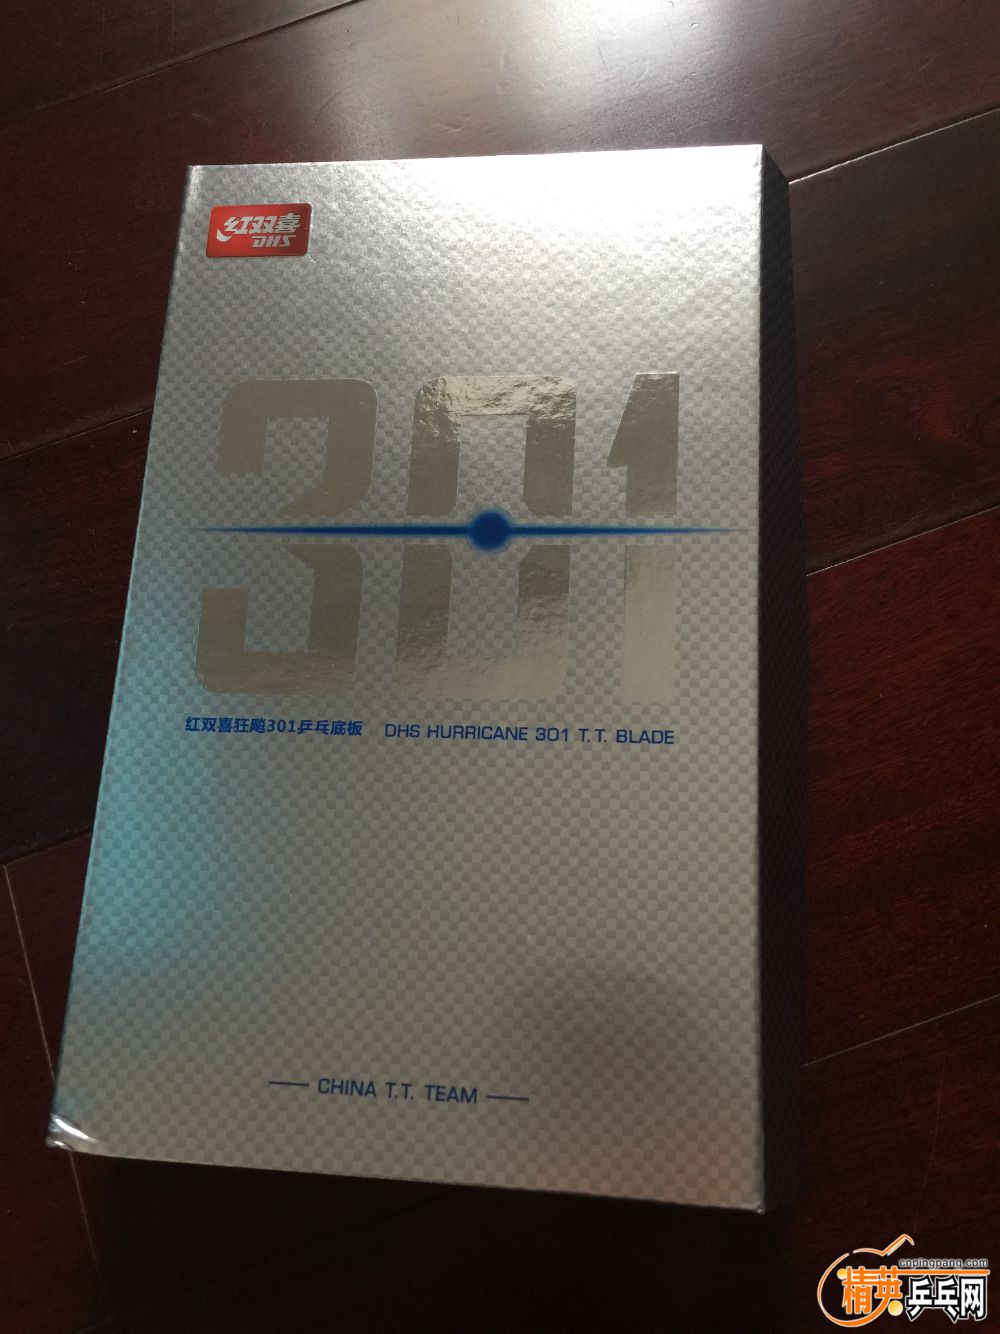 红双喜
DHS
301
红双喜狂飚301乒乓底板 DHS HURRICANE 301 T.T. BLADE
CHINA T.T. TEAM
cnpingpang.com
精英乒乓网